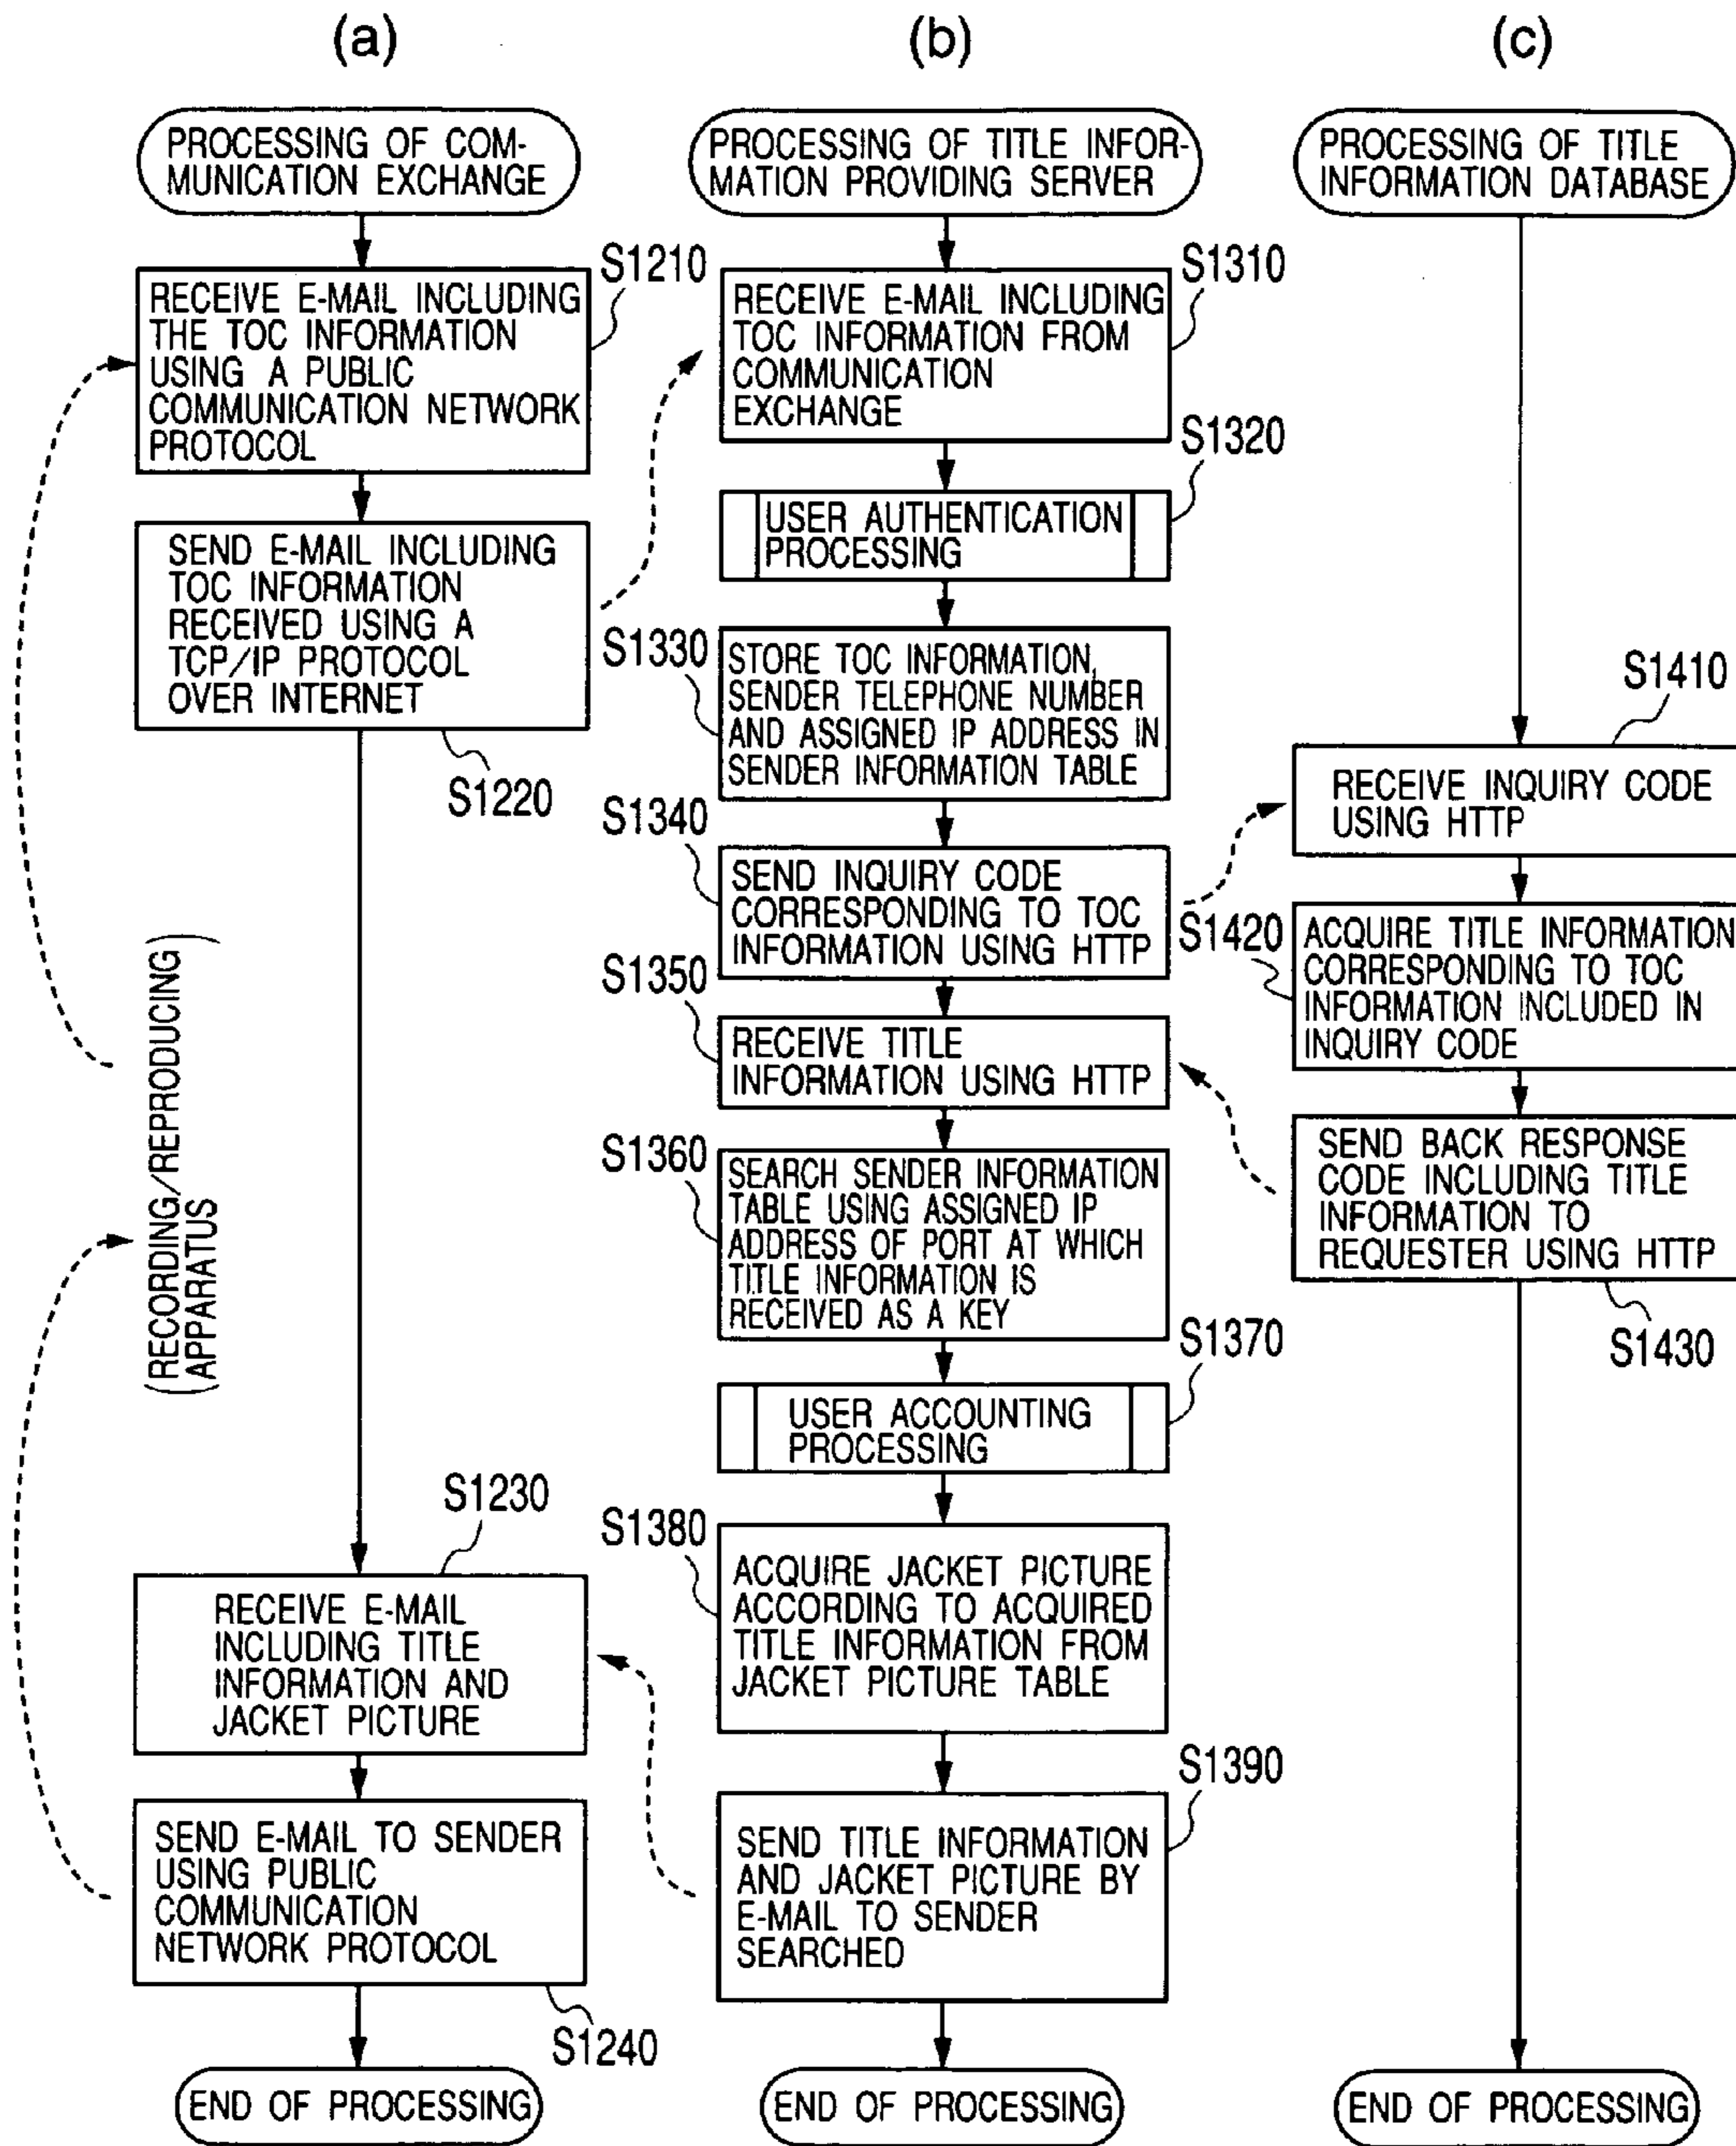 (a)
PROCESSING OF COM-
MUNICATION EXCHANGE
S1210
RECEIVE E-MAIL INCLUDING
THE TOC INFORMATION
USING A PUBLIC
COMMUNICATION NETWORK
PROTOCOL
SEND E-MAIL INCLUDING
TOC INFORMATION
RECEIVED USING A
TCP/IP PROTOCOL
OVER INTERNET
S1220
(RECORDING/REPRODUCING
APPARATUS)
S1230
RECEIVE E-MAIL
INCLUDING TITLE
INFORMATION AND
JACKET PICTURE
SEND E-MAIL TO SENDER
USING PUBLIC
COMMUNICATION
NETWORK PROTOCOL
S1240
END OF PROCESSING
(b)
PROCESSING OF TITLE INFOR-
MATION PROVIDING SERVER
S1310
RECEIVE E-MAIL INCLUDING
TOC INFORMATION FROM
COMMUNICATION
EXCHANGE
S1320
USER AUTHENTICATION
PROCESSING
S1330
STORE TOC INFORMATION,
SENDER TELEPHONE NUMBER
AND ASSIGNED IP ADDRESS IN
SENDER INFORMATION TABLE
S1340
SEND INQUIRY CODE
CORRESPONDING TO TOC
INFORMATION USING HTTP
S1350
RECEIVE TITLE
INFORMATION USING HTTP
S1360
SEARCH SENDER INFORMATION
TABLE USING ASSIGNED IP
ADDRESS OF PORT AT WHICH
TITLE INFORMATION IS
RECEIVED AS A KEY
S1370
USER ACCOUNTING
PROCESSING
S1380
ACQUIRE JACKET PICTURE
ACCORDING TO ACQUIRED
TITLE INFORMATION FROM
JACKET PICTURE TABLE
S1390
SEND TITLE INFORMATION
AND JACKET PICTURE BY
E-MAIL TO SENDER
SEARCHED
END OF PROCESSING
(c)
PROCESSING OF TITLE
INFORMATION DATABASE
S1410
RECEIVE INQUIRY CODE
USING HTTP
S1420
ACQUIRE TITLE INFORMATION
CORRESPONDING TO TOC
INFORMATION INCLUDED IN
INQUIRY CODE
SEND BACK RESPONSE
CODE INCLUDING TITLE
INFORMATION TO
REQUESTER USING HTTP
S1430
END OF PROCESSING